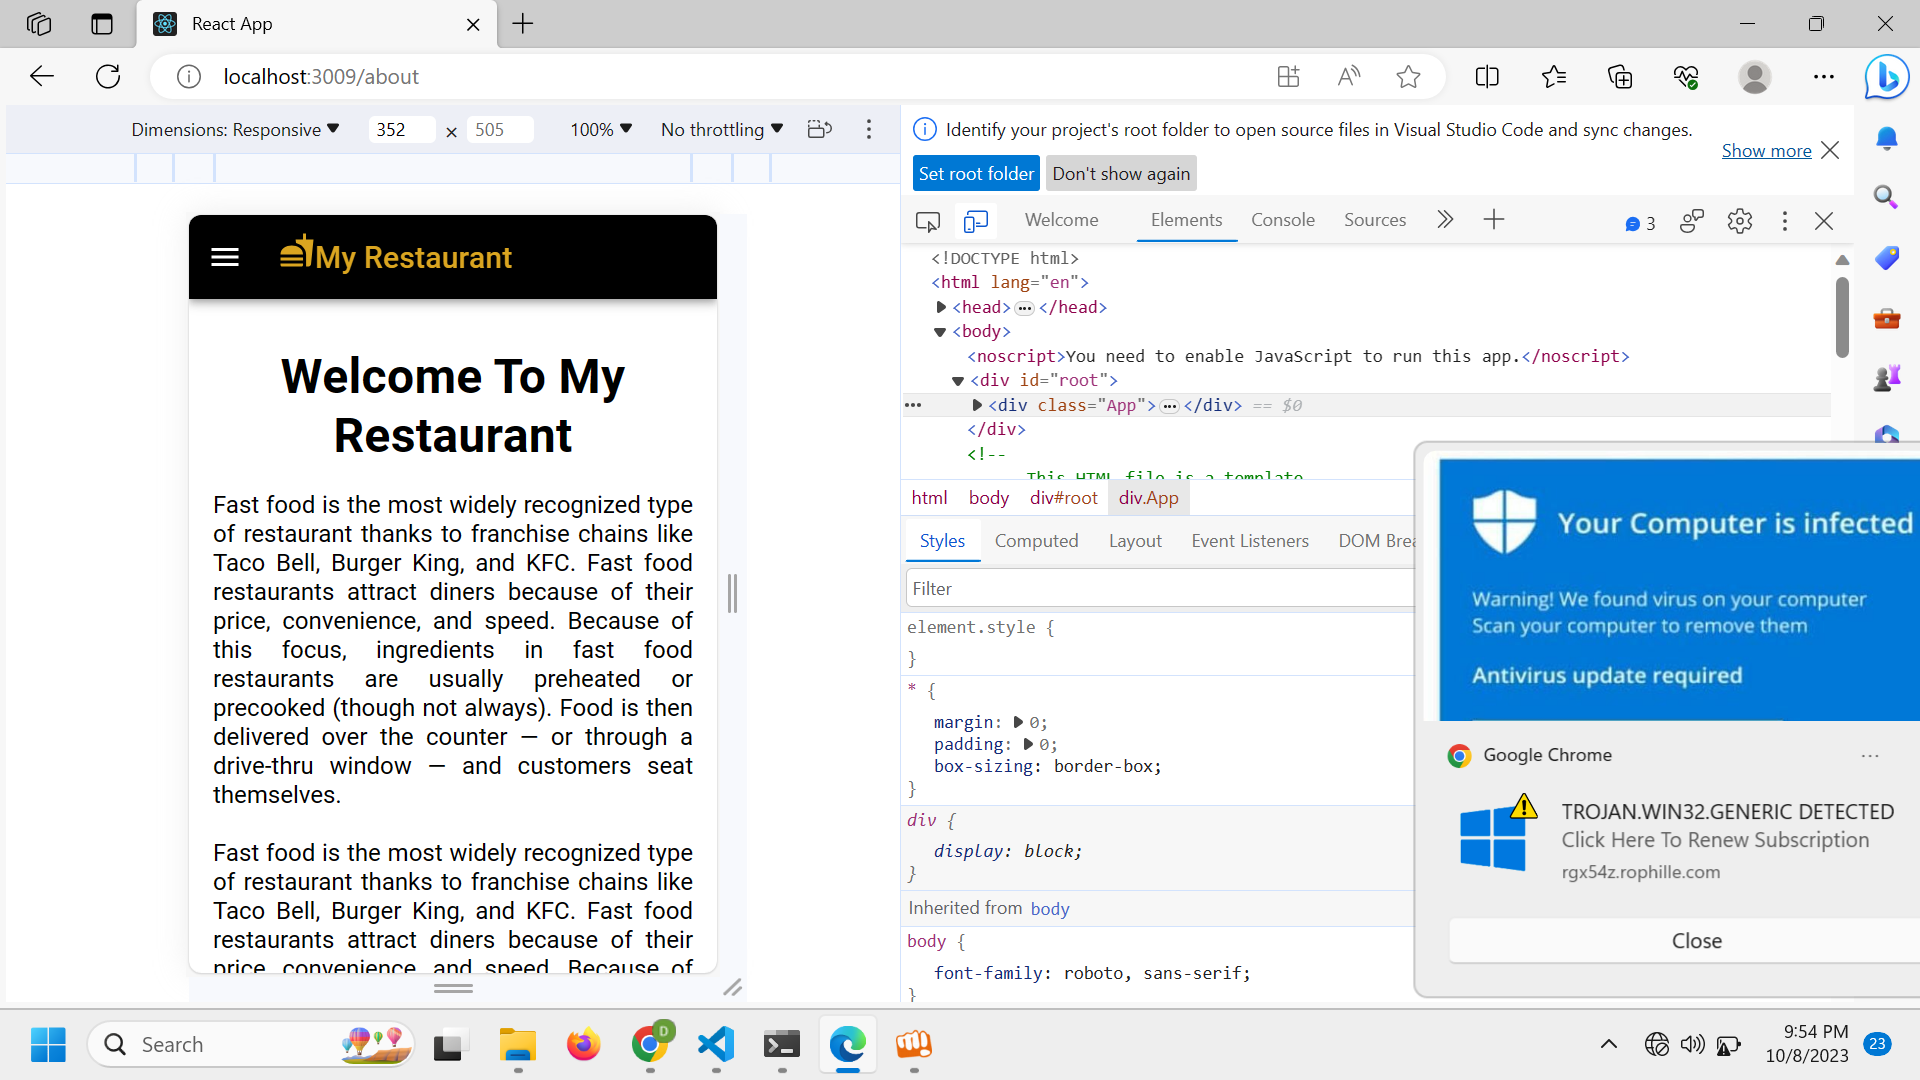 React App
localhost:3009/about
Dimensions: Responsive 352 × 505 100% No throttling
My Restaurant
Welcome To My
Restaurant
Fast food is the most widely recognized type
of restaurant thanks to franchise chains like
Taco Bell, Burger King, and KFC. Fast food
restaurants attract diners because of their
price, convenience, and speed. Because of
this focus, ingredients in fast food
restaurants are usually preheated or
precooked (though not always). Food is then
delivered over the counter — or through a
drive-thru window — and customers seat
themselves.
Fast food is the most widely recognized type
of restaurant thanks to franchise chains like
Taco Bell, Burger King, and KFC. Fast food
restaurants attract diners because of their
price, convenience, and speed. Because of
Identify your project's root folder to open source files in Visual Studio Code and sync changes.
Show more
Set root folder Don't show again
Welcome Elements Console Sources 3
<!DOCTYPE html>
<html lang="en">
<head>…</head>
<body>
<noscript>You need to enable JavaScript to run this app.</noscript>
<div id="root">
<div class="App">…</div> == $0
</div>
<!--
This HTML file is a template
html body div#root div.App
Styles Computed Layout Event Listeners DOM Brea
Filter
element.style {
}
* {
margin: 0;
padding: 0;
box-sizing: border-box;
}
div {
display: block;
}
Inherited from body
body {
font-family: roboto, sans-serif;
}
Your Computer is infected
Warning! We found virus on your computer
Scan your computer to remove them
Antivirus update required
Google Chrome
TROJAN.WIN32.GENERIC DETECTED
Click Here To Renew Subscription
rgx54z.rophille.com
Close
Search
D
9:54 PM
10/8/2023
23